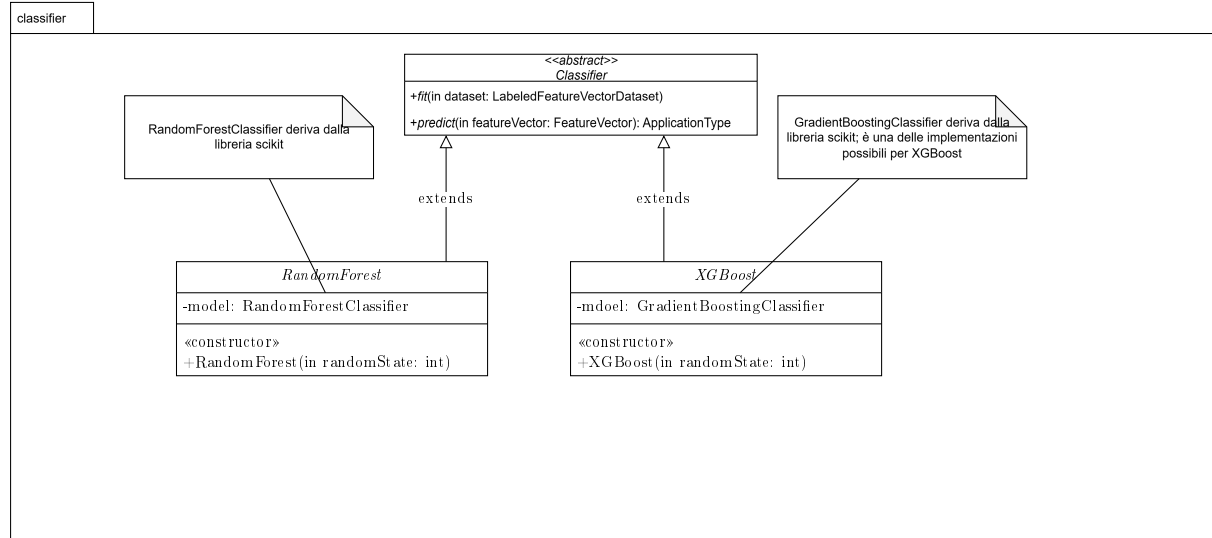 classifier
<<abstract>>
Classifier
+fit(in dataset: LabeledFeatureVectorDataset)
+predict(in featureVector: FeatureVector): ApplicationType
RandomForestClassifier deriva dalla
libreria scikit
GradientBoostingClassifier deriva dalla
libreria scikit; è una delle implementazioni
possibili per XGBoost
extends
extends
RandomForest
-model: RandomForestClassifier
«constructor»
+RandomForest(in randomState: int)
XGBoost
-mdoel: GradientBoostingClassifier
«constructor»
+XGBoost(in randomState: int)